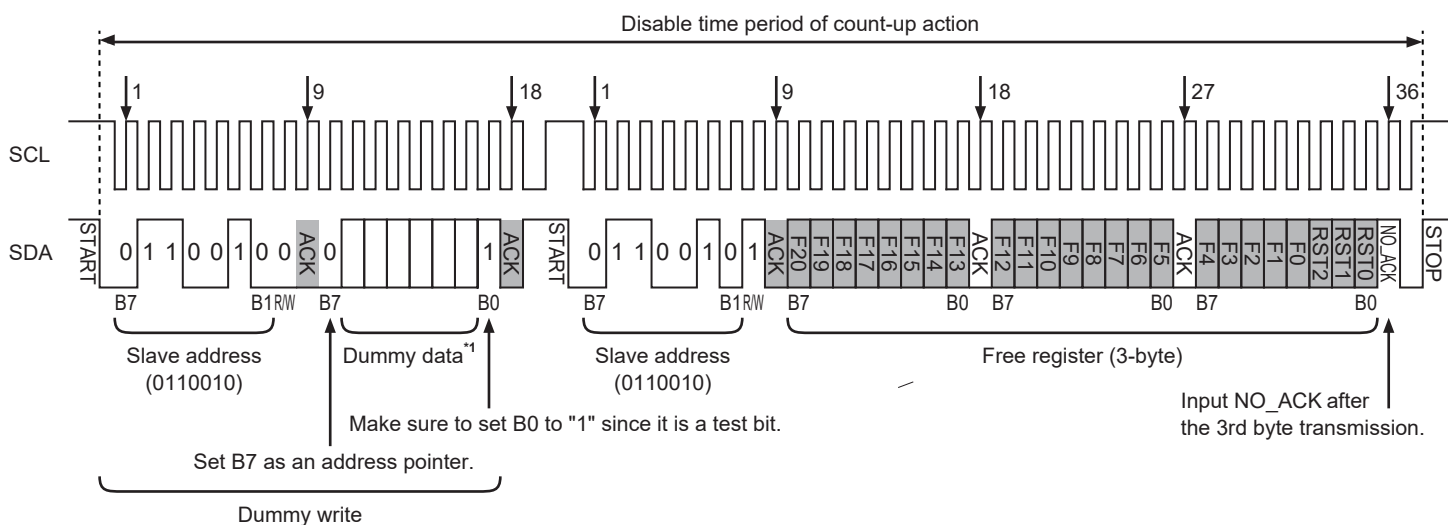 Disable time period of count-up action
1 9 18 1 9 18 27 36
SCL
SDA
START 0 1 1 0 0 1 0 0 ACK 0 1 ACK START 0 1 1 0 0 1 0 1 ACK F20 F19 F18 F17 F16 F15 F14 F13 ACK F12 F11 F10 F9 F8 F7 F6 F5 ACK F4 F3 F2 F1 F0 RST2 RST1 RST0 NO_ACK STOP
B7 B1 R/W B7 B0 B7 B1 R/W B7 B0 B7 B0 B7 B0
Slave address
(0110010)
Dummy data*1
Slave address
(0110010)
Free register (3-byte)
Input NO_ACK after
the 3rd byte transmission.
Make sure to set B0 to "1" since it is a test bit.
Set B7 as an address pointer.
Dummy write